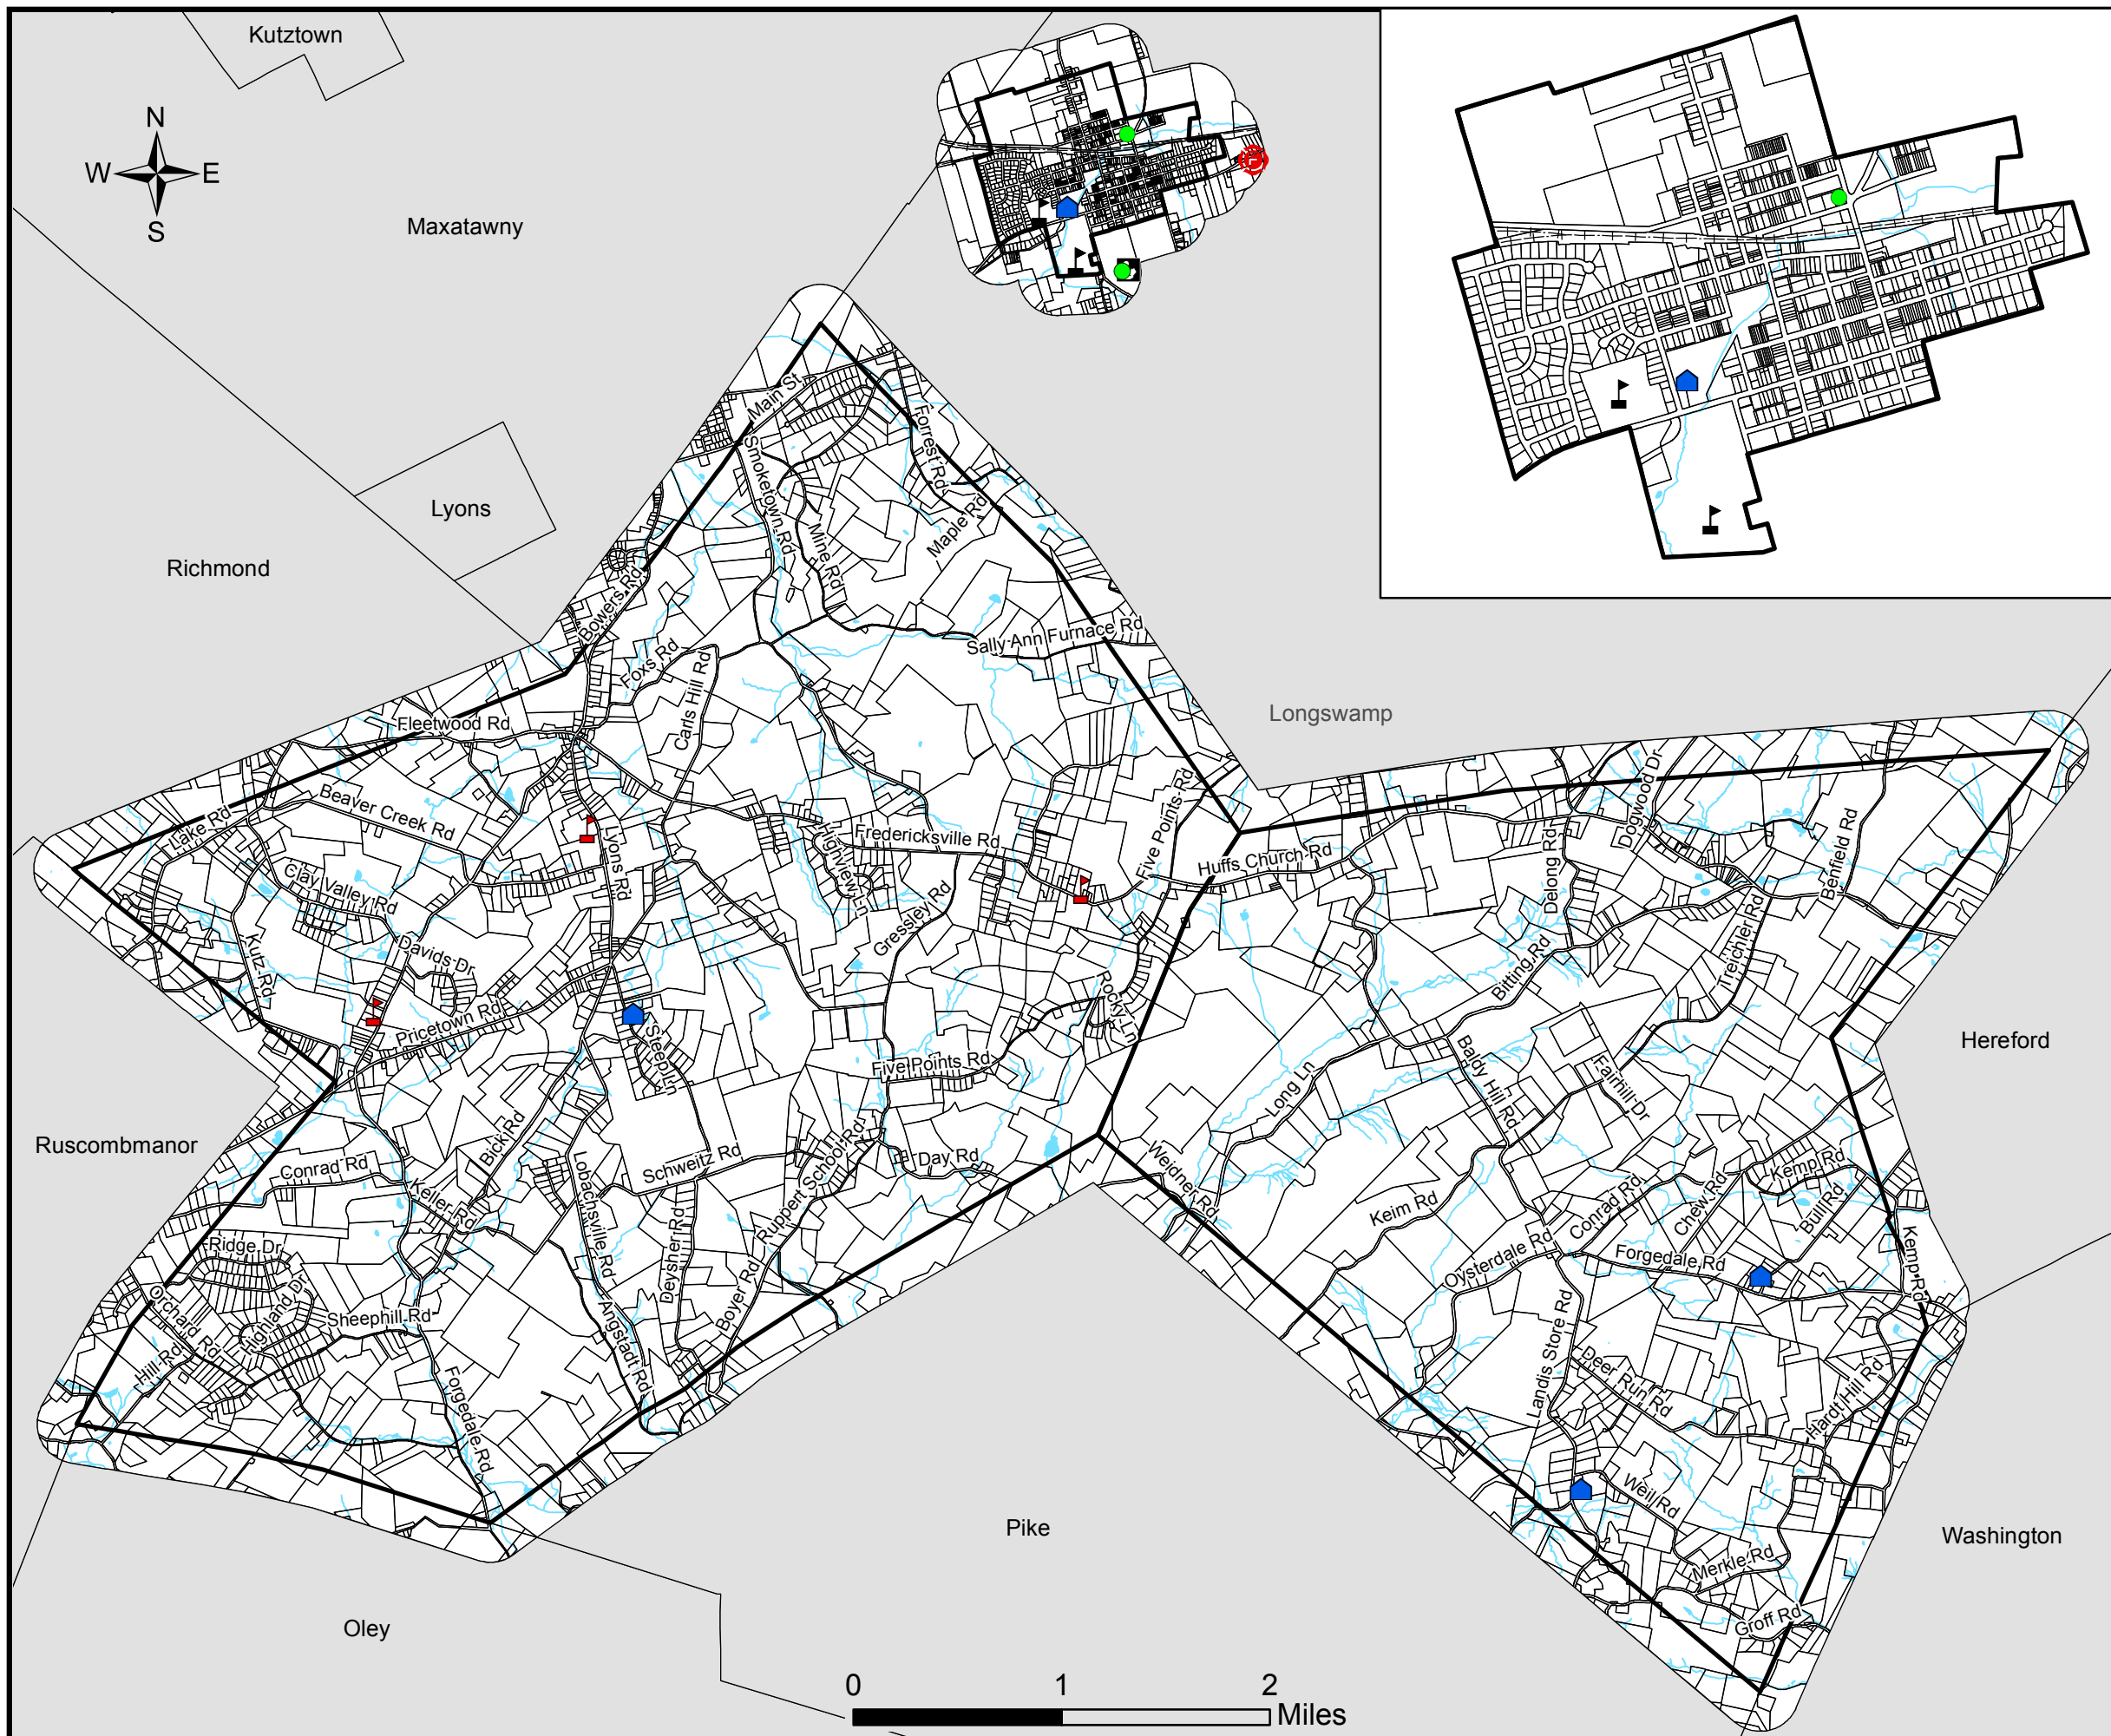 Kutztown
N
W E
S
Maxatawny
Main St
Forrest Rd
Smoketown Rd
Lyons
Maple Rd
Mine Rd
Richmond
Bowers Rd
Sally Ann Furnace Rd
Foxs Rd
Carls Hill Rd
Longswamp
Fleetwood Rd
Dogwood Dr
Five Points Rd
Beaver Creek Rd
Lake Rd
Highview Ln
Fredericksville Rd
Lyons Rd
Huffs Church Rd
Delong Rd
Benfield Rd
Clay Valley Rd
Gressley Rd
Treichler Rd
Kutz Rd
Davids Dr
Bitting Rd
Rocky Ln
Pricetown Rd
Steep Ln
Five Points Rd
Hereford
Long Ln
Baldy Hill Rd
Fairhill Dr
Ruscombmanor
Bick Rd
Conrad Rd
Schweitz Rd
Ruppert School Rd
Day Rd
Weidner Rd
Kemp Rd
Keller Rd
Lobachsville Rd
Keim Rd
Conrad Rd
Chew Rd
Bull Rd
Ridge Dr
Deysher Rd
Oysterdale Rd
Forgedale Rd
Kemp Rd
Orchard Rd
Highland Dr
Sheephill Rd
Boyer Rd
Angstadt Rd
Landis Store Rd
Hill Rd
Deer Run Rd
Hardt Hill Rd
Forgedale Rd
Weil Rd
Pike
Washington
Merkle Rd
Oley
Groff Rd
0 1 2
Miles